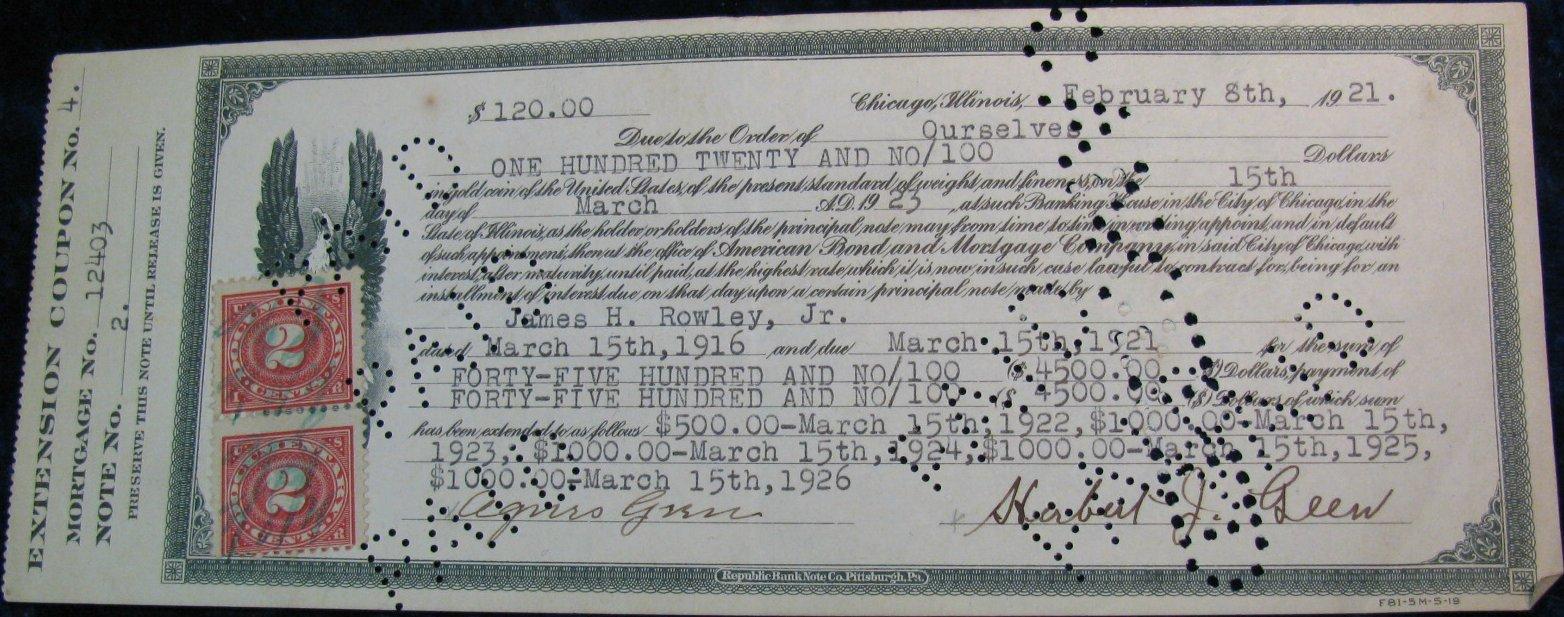 EXTENSION COUPON No. 4.
MORTGAGE No. 12403
NOTE No. 2.
PRESERVE THIS NOTE UNTIL RELEASE IS GIVEN.
$120.00 Chicago, Illinois, February 8th, 1921.
Due to the Order of Ourselves
ONE HUNDRED TWENTY AND NO/100 Dollars
in gold coin of the United States, of the present standard of weight and fineness, on the 15th
day of March A.D. 1923, at such Banking House in the City of Chicago, in the
State of Illinois, as the holder or holders of the principal note may from time to time in writing appoint, and in default
of such appointment, then at the office of American Bond and Mortgage Company, in said City of Chicago, with
interest, after maturity, until paid, at the highest rate which it is now in such case lawful to contract for, being for an
installment of interest due on that day upon a certain principal note made by
James H. Rowley, Jr.
dated March 15th, 1916 and due March 15th, 1921 for the sum of
FORTY-FIVE HUNDRED AND NO/100 ($ 4500.00 $) Dollars, payment of
FORTY-FIVE HUNDRED AND NO/100 ($ 4500.00 ($) Dollars of which sum
has been extended to as follows $500.00-March 15th, 1922, $1000.00-March 15th,
1923, $1000.00-March 15th, 1924, $1000.00-March 15th, 1925,
$1000.00-March 15th, 1926
Agnes Green Herbert J. Green
U.S.
DOCUMENTARY
2
CENTS
U.S.
DOCUMENTARY
2
CENTS
Republic Bank Note Co. Pittsburgh, Pa.
F81-5M-5-19